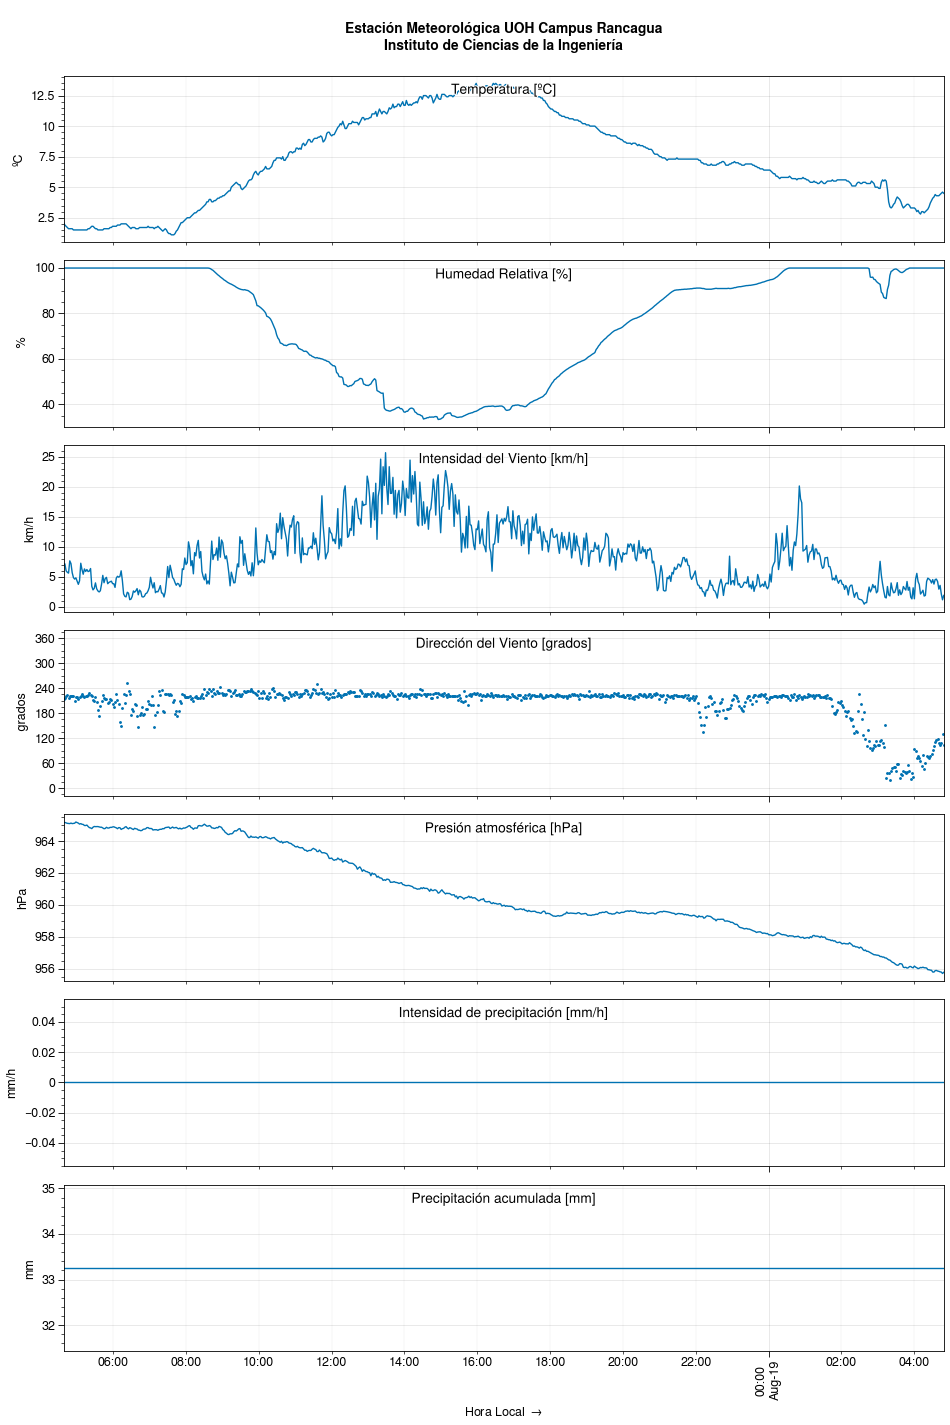 Estación Meteorológica UOH Campus Rancagua
Instituto de Ciencias de la Ingeniería
Temperatura [ºC]
ºC
12.5
10
7.5
5
2.5
Humedad Relativa [%]
%
100
80
60
40
Intensidad del Viento [km/h]
km/h
25
20
15
10
5
0
Dirección del Viento [grados]
grados
360
300
240
180
120
60
0
Presión atmosférica [hPa]
hPa
964
962
960
958
956
Intensidad de precipitación [mm/h]
mm/h
0.04
0.02
0
−0.02
−0.04
Precipitación acumulada [mm]
mm
35
34
33
32
06:00 08:00 10:00 12:00 14:00 16:00 18:00 20:00 22:00 00:00 02:00 04:00
Aug-19
Hora Local →